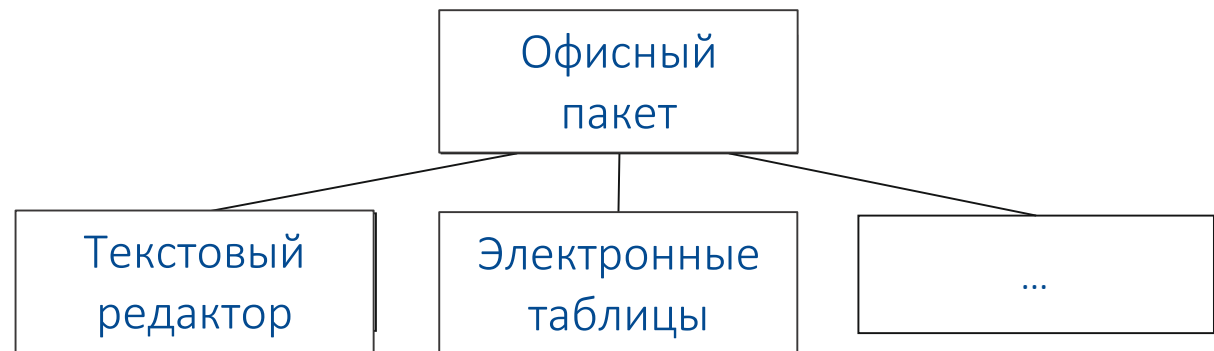 Офисный
пакет
Текстовый
редактор
Электронные
таблицы
...